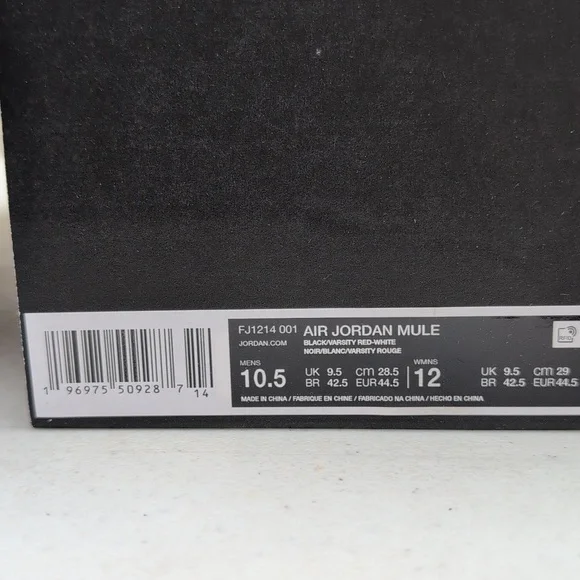 FJ1214 001 AIR JORDAN MULE
JORDAN.COM BLACK/VARSITY RED-WHITE
NOIR/BLANC/VARSITY ROUGE
MENS
10.5
UK 9.5 CM 28.5
BR 42.5 EUR 44.5
WMNS
12
UK 9.5 CM 29
BR 42.5 EUR 44.5
MADE IN CHINA / FABRIQUE EN CHINE / FABRICADO NA CHINA / HECHO EN CHINA
1 96975 50928 7 14
RFID